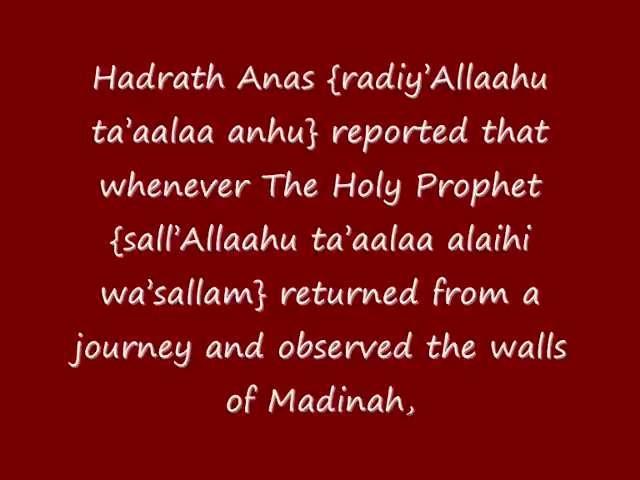 Hadrath Anas {radiy'Allaahu
ta'aalaa anhu} reported that
whenever The Holy Prophet
{sall'Allaahu ta'aalaa alaihi
wa'sallam} returned from a
journey and observed the walls
of Madinah,